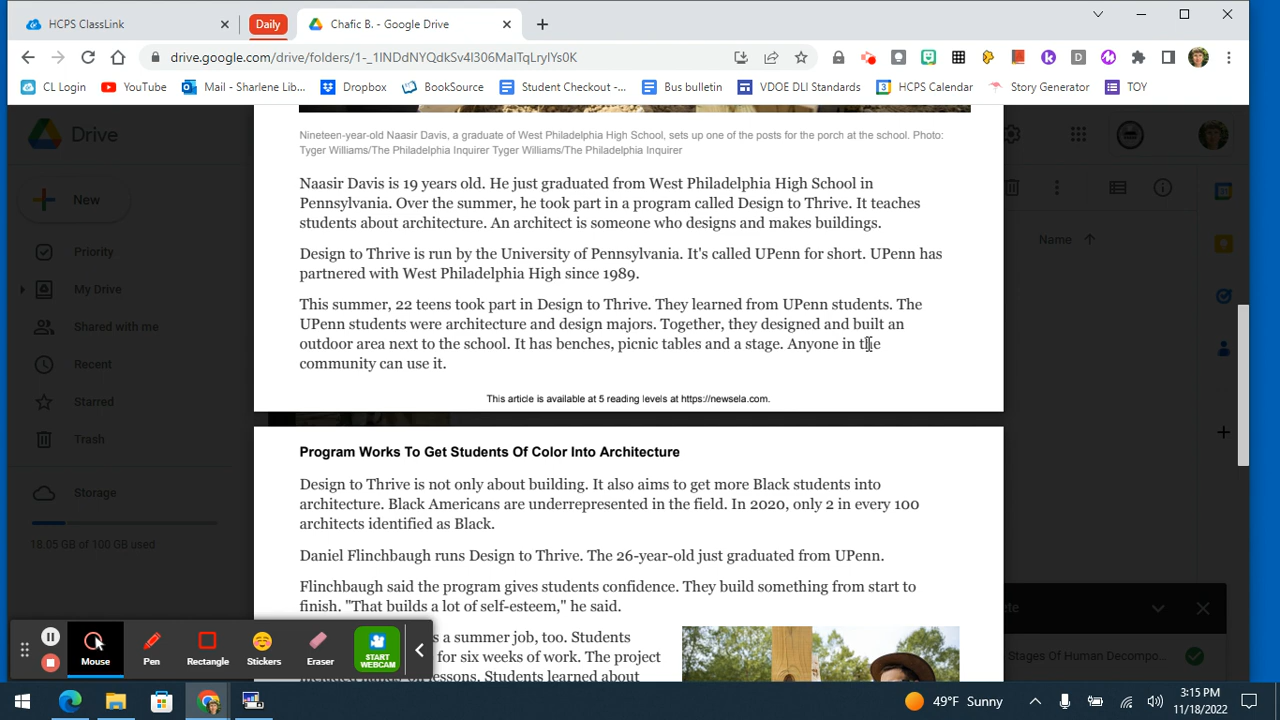 HCPS ClassLink
Daily
Chafic B. - Google Drive
drive.google.com/drive/folders/1-_1INDdNYQdkSv4I306MaITqLryIYs0K
CL Login
YouTube
Mail - Sharlene Lib...
Dropbox
BookSource
Student Checkout -...
Bus bulletin
VDOE DLI Standards
HCPS Calendar
Story Generator
TOY
Drive
New
Priority
My Drive
Shared with me
Recent
Starred
Trash
Storage
18.05 GB of 100 GB used
Name
Nineteen-year-old Naasir Davis, a graduate of West Philadelphia High School, sets up one of the posts for the porch at the school. Photo:
Tyger Williams/The Philadelphia Inquirer Tyger Williams/The Philadelphia Inquirer
Naasir Davis is 19 years old. He just graduated from West Philadelphia High School in
Pennsylvania. Over the summer, he took part in a program called Design to Thrive. It teaches
students about architecture. An architect is someone who designs and makes buildings.
Design to Thrive is run by the University of Pennsylvania. It's called UPenn for short. UPenn has
partnered with West Philadelphia High since 1989.
This summer, 22 teens took part in Design to Thrive. They learned from UPenn students. The
UPenn students were architecture and design majors. Together, they designed and built an
outdoor area next to the school. It has benches, picnic tables and a stage. Anyone in the
community can use it.
This article is available at 5 reading levels at https://newsela.com.
Program Works To Get Students Of Color Into Architecture
Design to Thrive is not only about building. It also aims to get more Black students into
architecture. Black Americans are underrepresented in the field. In 2020, only 2 in every 100
architects identified as Black.
Daniel Flinchbaugh runs Design to Thrive. The 26-year-old just graduated from UPenn.
Flinchbaugh said the program gives students confidence. They build something from start to
finish. "That builds a lot of self-esteem," he said.
s a summer job, too. Students
for six weeks of work. The project
lessons. Students learned about
Stages Of Human Decompo...
Mouse
Pen
Rectangle
Stickers
Eraser
START
WEBCAM
49°F Sunny
3:15 PM
11/18/2022